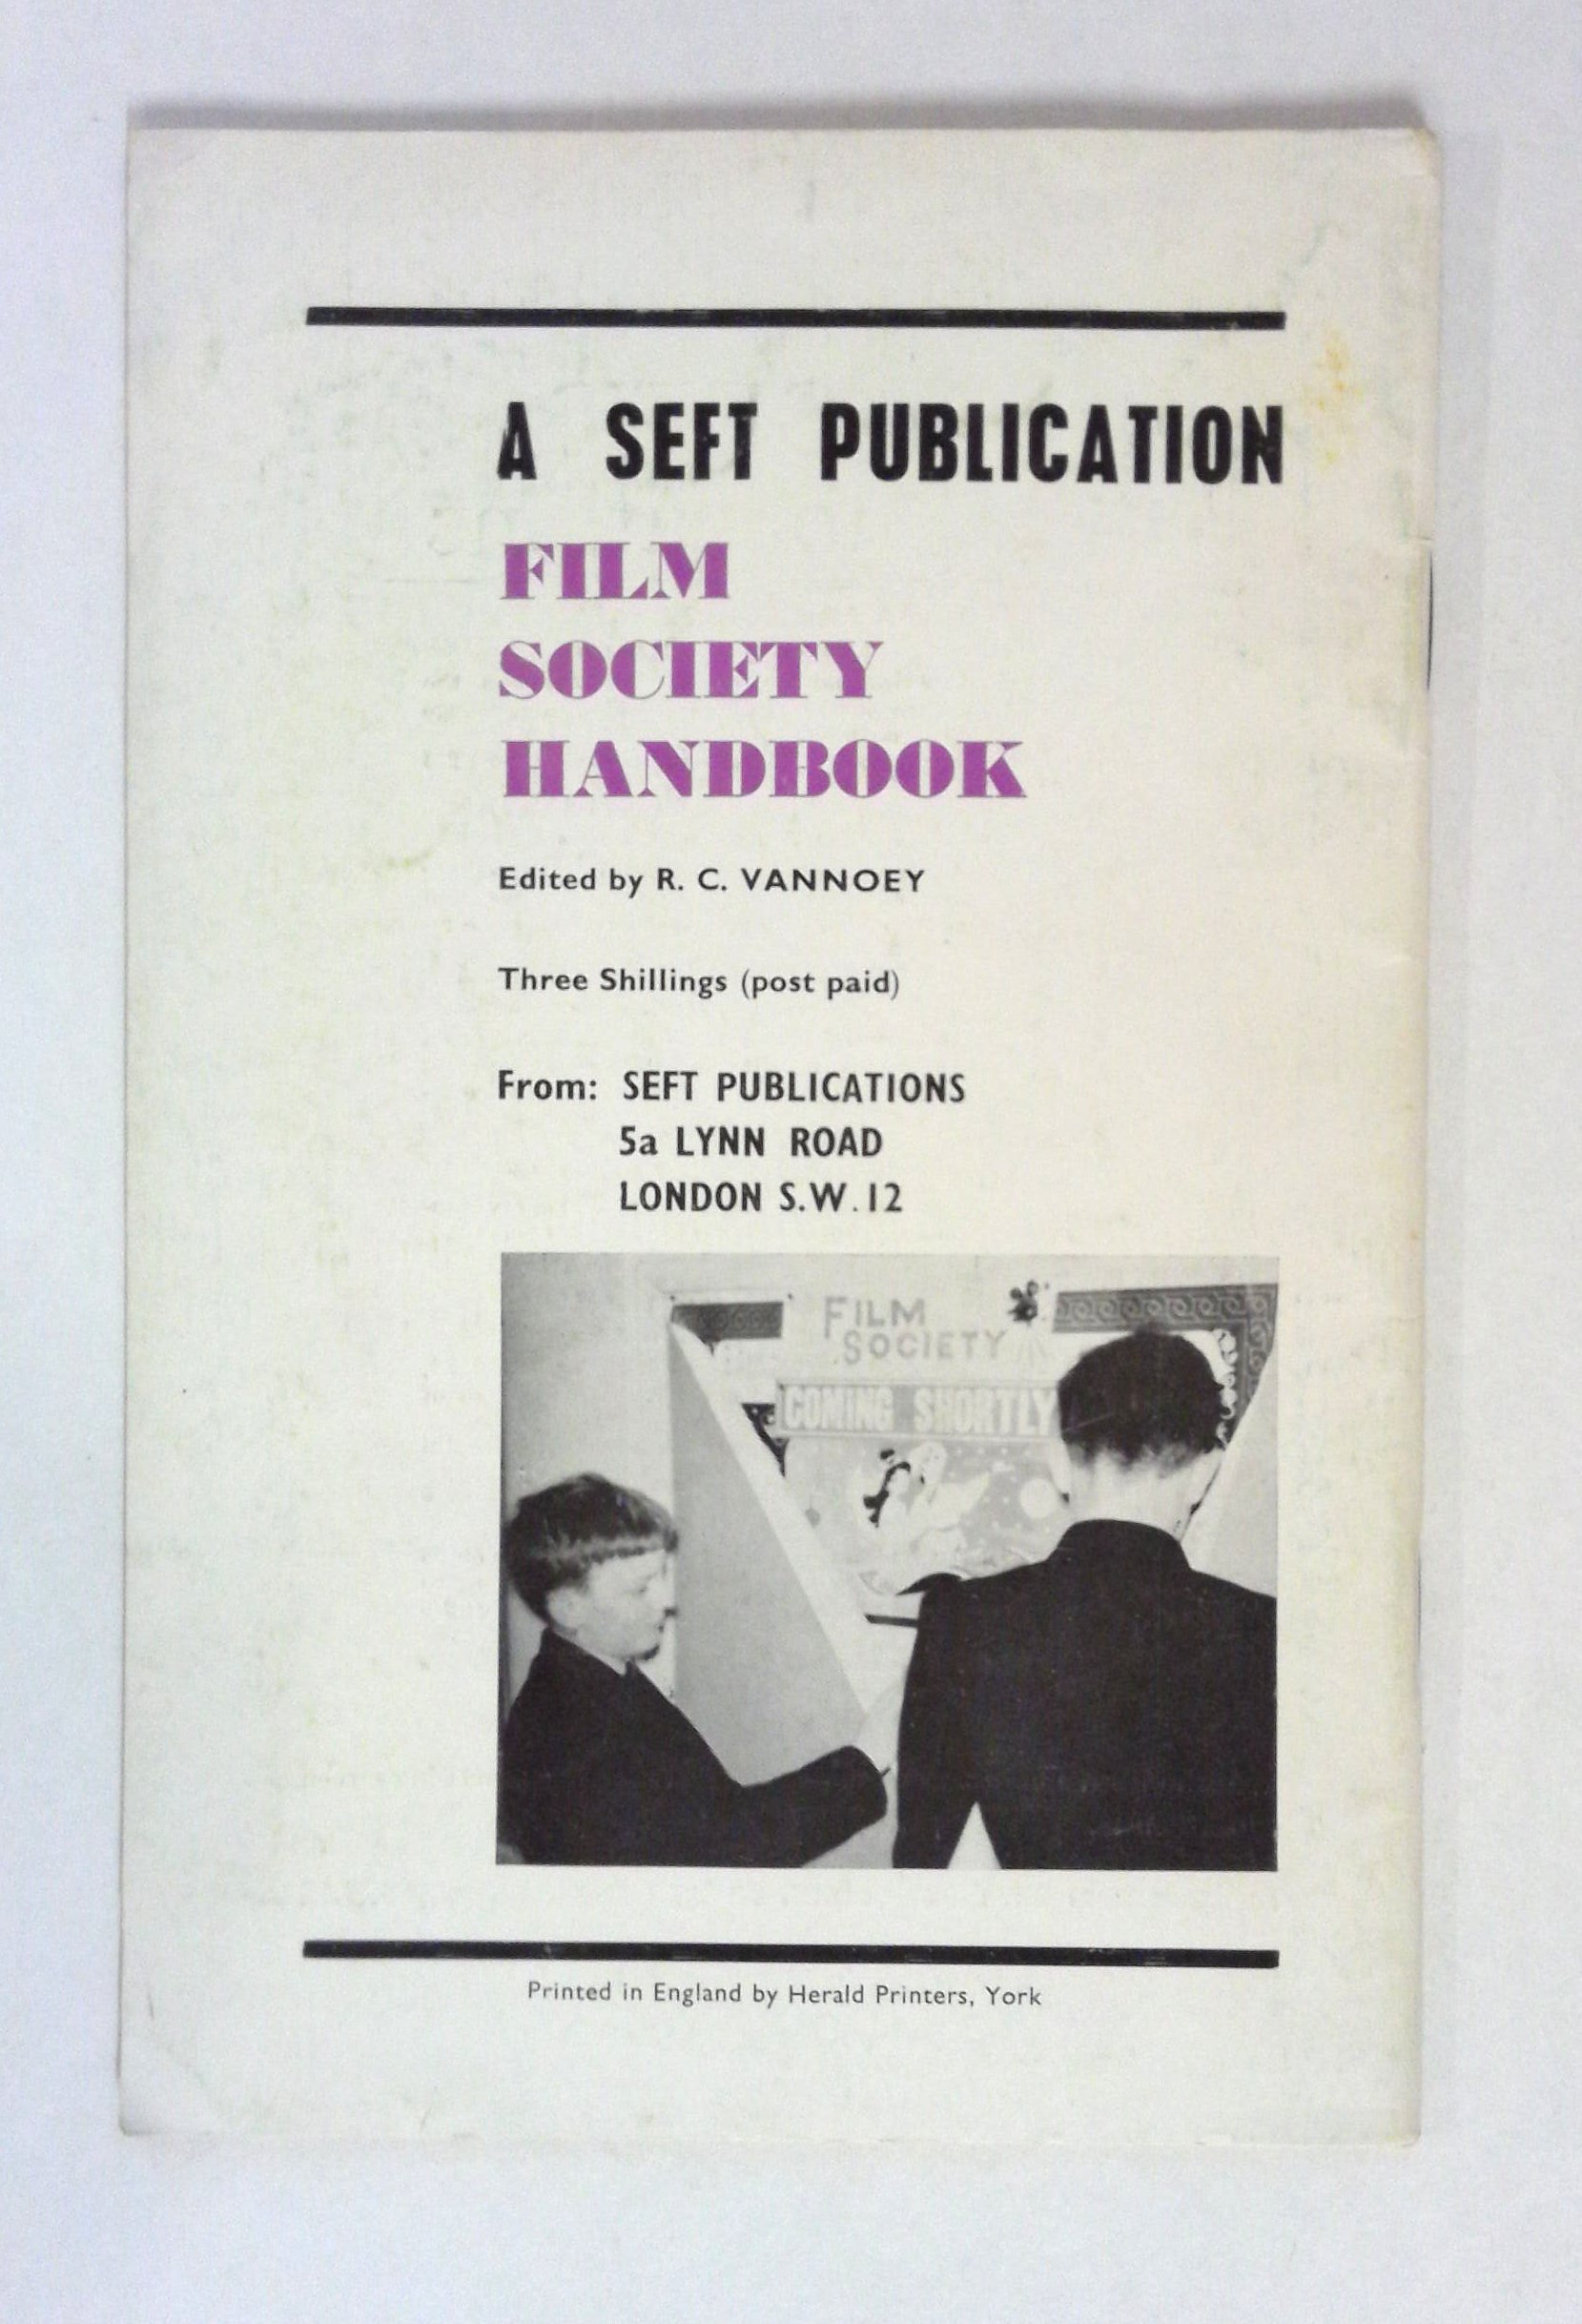 A SEFT PUBLICATION
FILM
SOCIETY
HANDBOOK
Edited by R. C. VANNOEY
Three Shillings (post paid)
From: SEFT PUBLICATIONS
5a LYNN ROAD
LONDON S.W.12
FILM
SOCIETY
COMING SHORTLY
Printed in England by Herald Printers, York